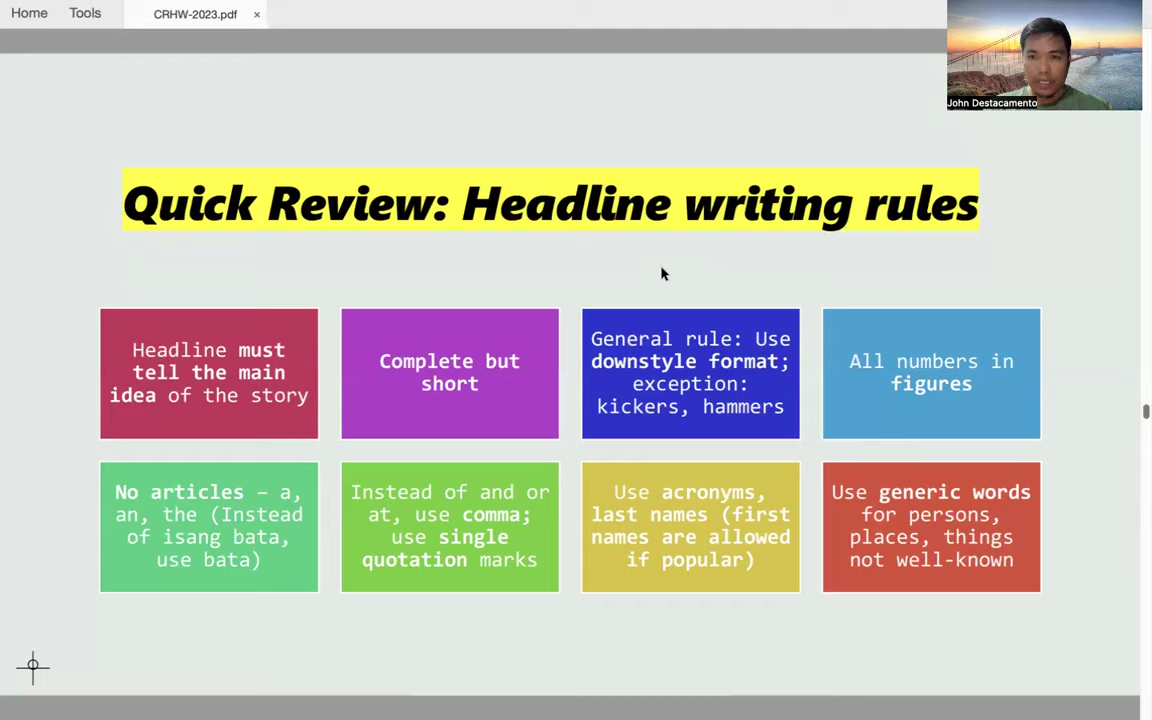 Home
Tools
CRHW-2023.pdf
×
John Destacamento
Quick Review: Headline writing rules
Headline must
tell the main
idea of the story
Complete but
short
General rule: Use
downstyle format;
exception:
kickers, hammers
All numbers in
figures
No articles – a,
an, the (Instead
of isang bata,
use bata)
Instead of and or
at, use comma;
use single
quotation marks
Use acronyms,
last names (first
names are allowed
if popular)
Use generic words
for persons,
places, things
not well-known